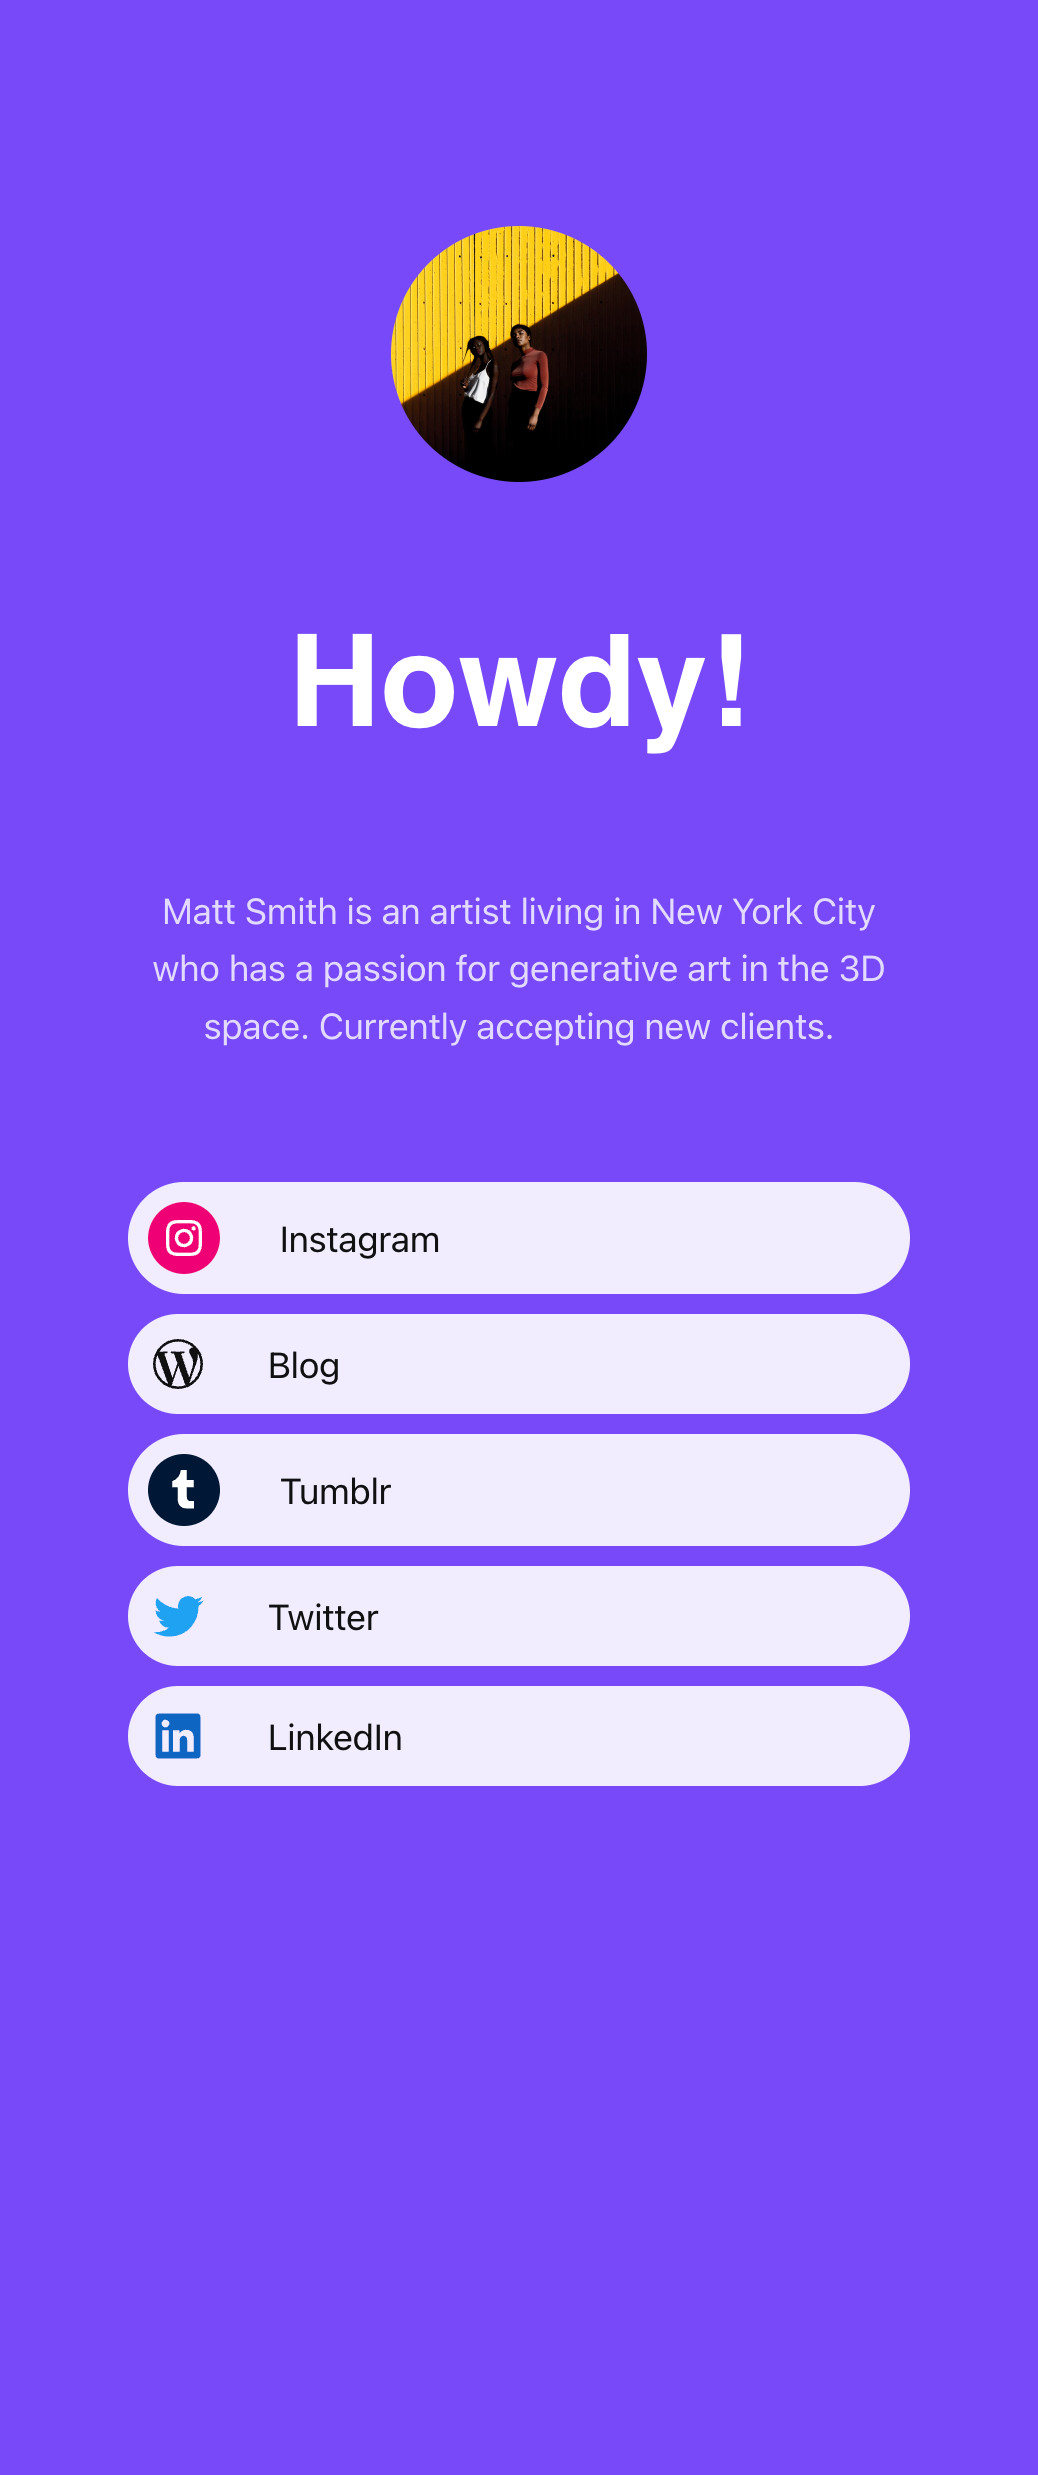 Howdy!
Matt Smith is an artist living in New York City
who has a passion for generative art in the 3D
space. Currently accepting new clients.
Instagram
Blog
Tumblr
Twitter
LinkedIn